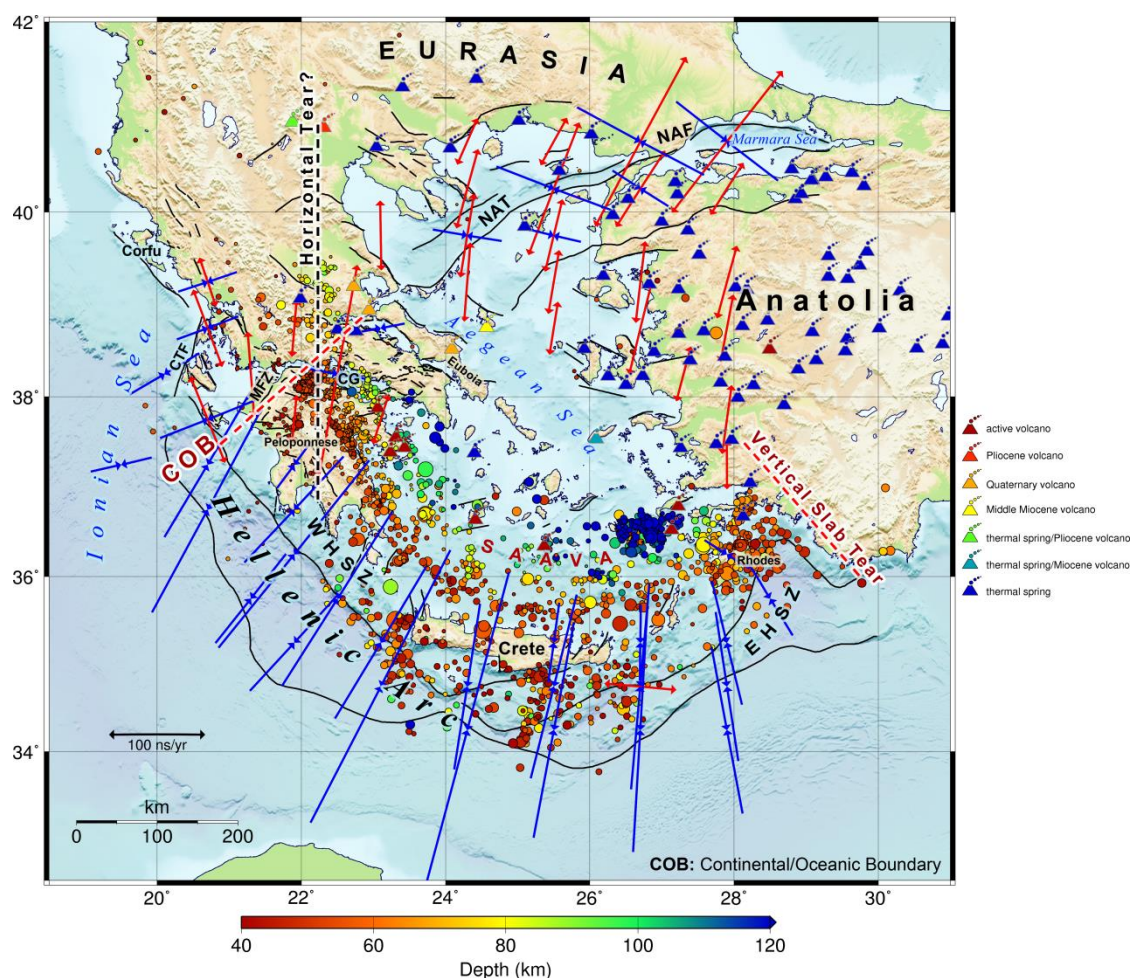 42°
40°
38°
36°
34°
EURASIA
Horizontal Tear?
NAF
Marmara Sea
NAT
Corfu
Anatolia
Ionian Sea
Aegean Sea
CTF
MFZ
CG
Euboia
COB
Peloponnese
Vertical Slab Tear
Hellenic Arc
WHSZ
SAAVA
Rhodes
EHSZ
Crete
100 ns/yr
km
0 100 200
COB: Continental/Oceanic Boundary
20° 22° 24° 26° 28° 30°
40 60 80 100 120
Depth (km)
active volcano
Pliocene volcano
Quaternary volcano
Middle Miocene volcano
thermal spring/Pliocene volcano
thermal spring/Miocene volcano
thermal spring